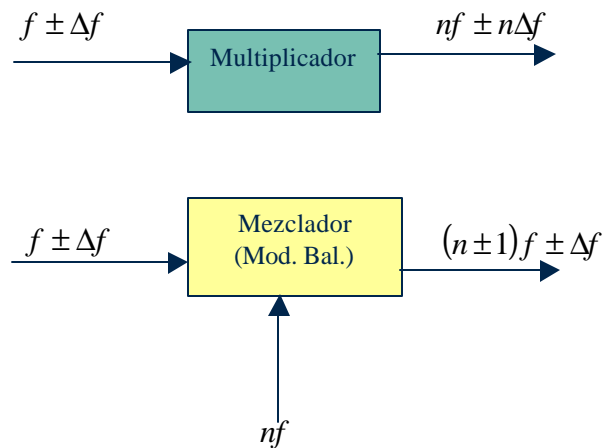 f ± Δf
Multiplicador
nf ± nΔf
f ± Δf
Mezclador
(Mod. Bal.)
(n ± 1)f ± Δf
nf